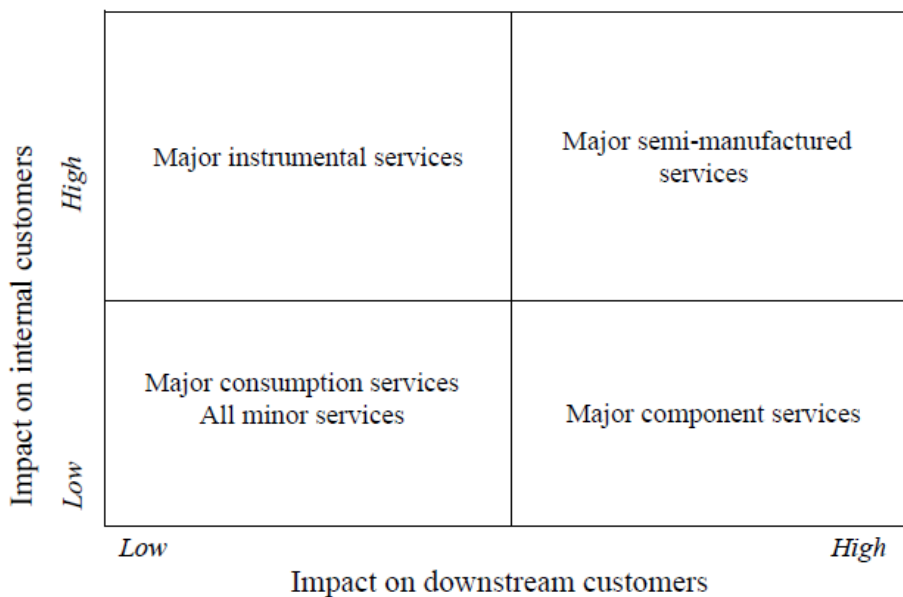 Major instrumental services
Major semi-manufactured
services
Major consumption services
All minor services
Major component services
Impact on internal customers
High
Low
Low
High
Impact on downstream customers